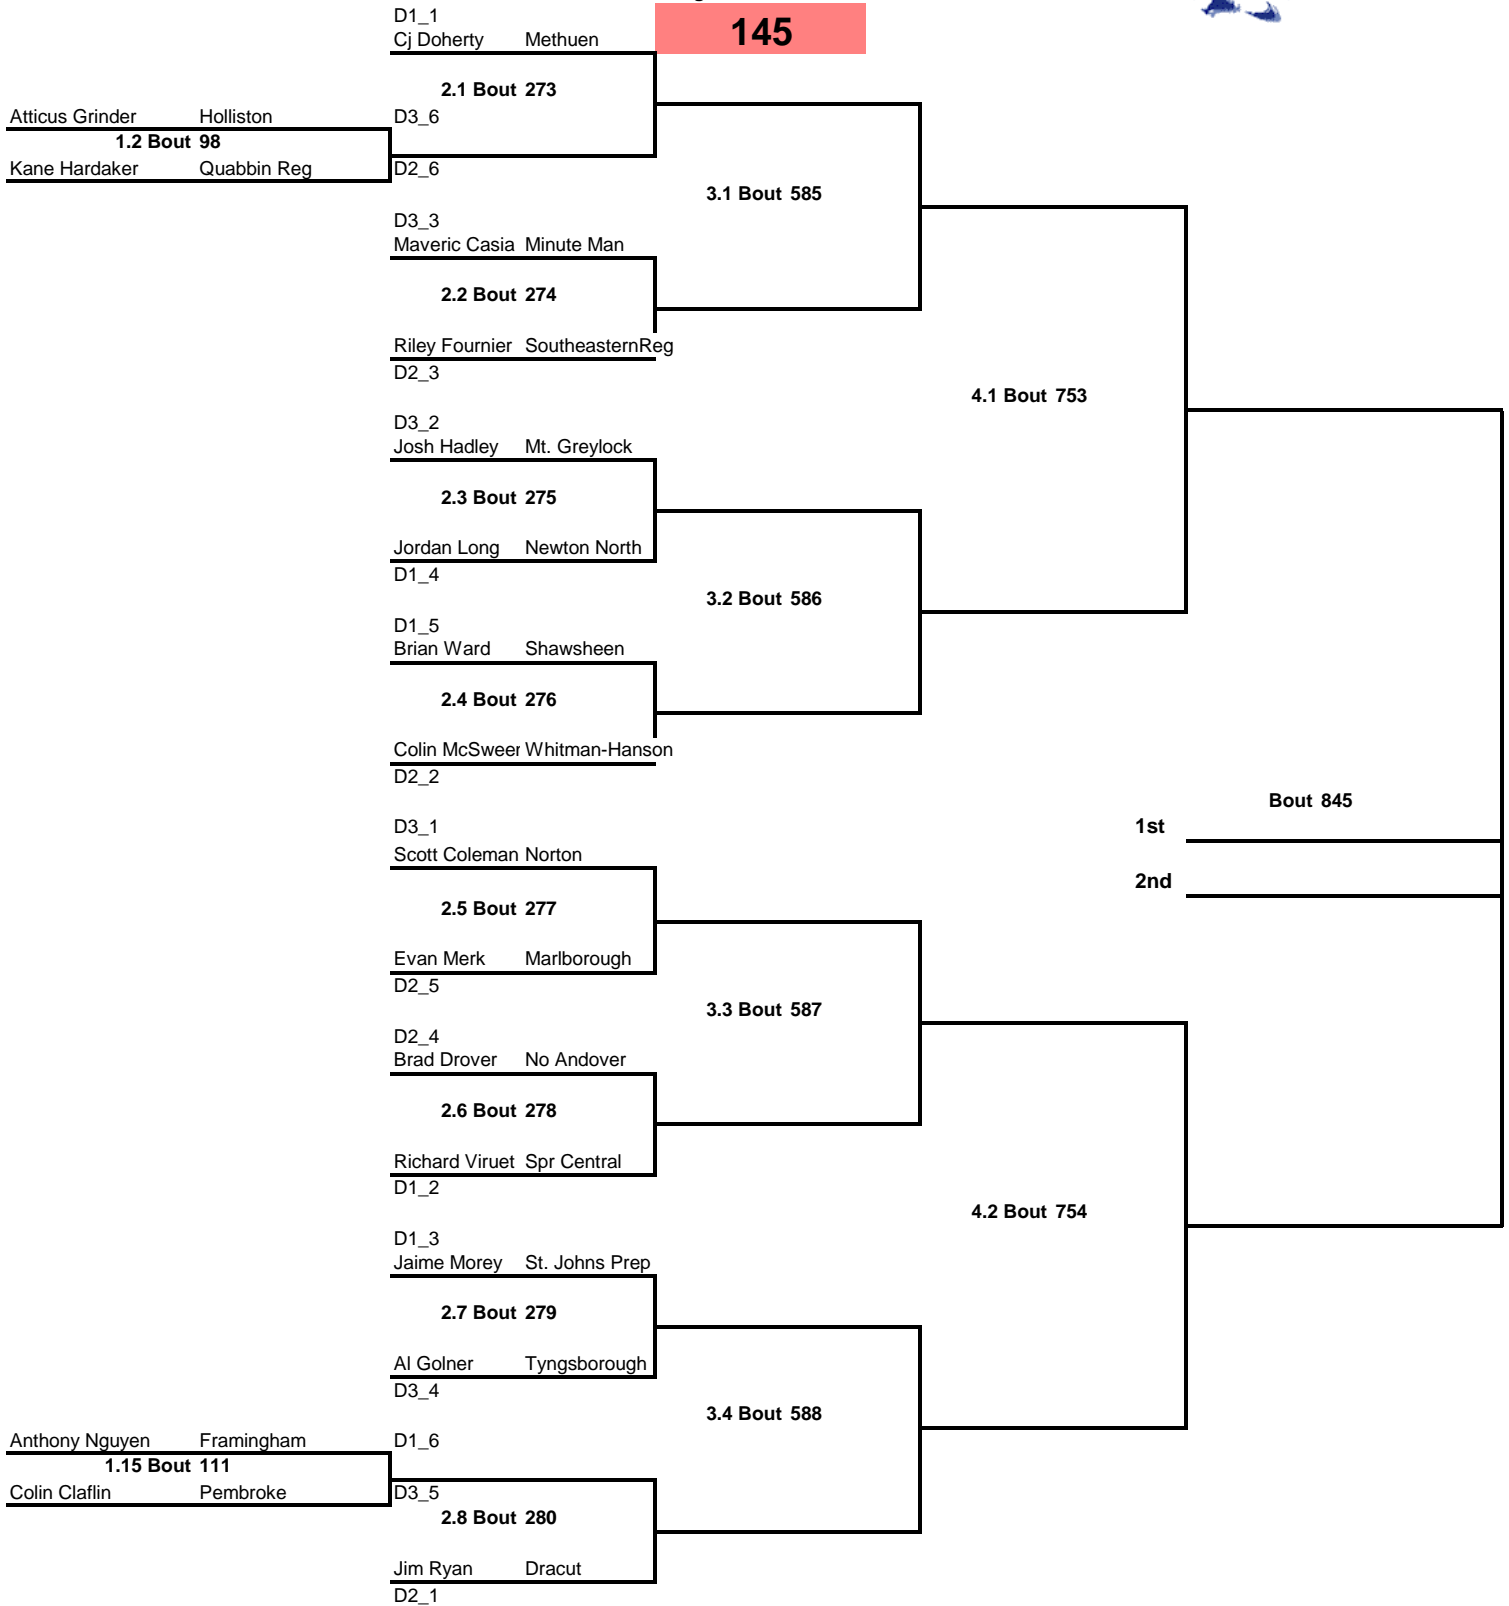 D1_1
145
Cj Doherty Methuen
2.1 Bout 273
Atticus Grinder Holliston D3_6
1.2 Bout 98
Kane Hardaker Quabbin Reg D2_6
3.1 Bout 585
D3_3
Maveric Casia Minute Man
2.2 Bout 274
Riley Fournier SoutheasternReg
D2_3
4.1 Bout 753
D3_2
Josh Hadley Mt. Greylock
2.3 Bout 275
Jordan Long Newton North
D1_4
3.2 Bout 586
D1_5
Brian Ward Shawsheen
2.4 Bout 276
Colin McSweer Whitman-Hanson
D2_2
Bout 845
D3_1 1st
Scott Coleman Norton
2nd
2.5 Bout 277
Evan Merk Marlborough
D2_5
3.3 Bout 587
D2_4
Brad Drover No Andover
2.6 Bout 278
Richard Viruet Spr Central
D1_2
4.2 Bout 754
D1_3
Jaime Morey St. Johns Prep
2.7 Bout 279
Al Golner Tyngsborough
D3_4
3.4 Bout 588
Anthony Nguyen Framingham D1_6
1.15 Bout 111
Colin Claflin Pembroke D3_5
2.8 Bout 280
Jim Ryan Dracut
D2_1